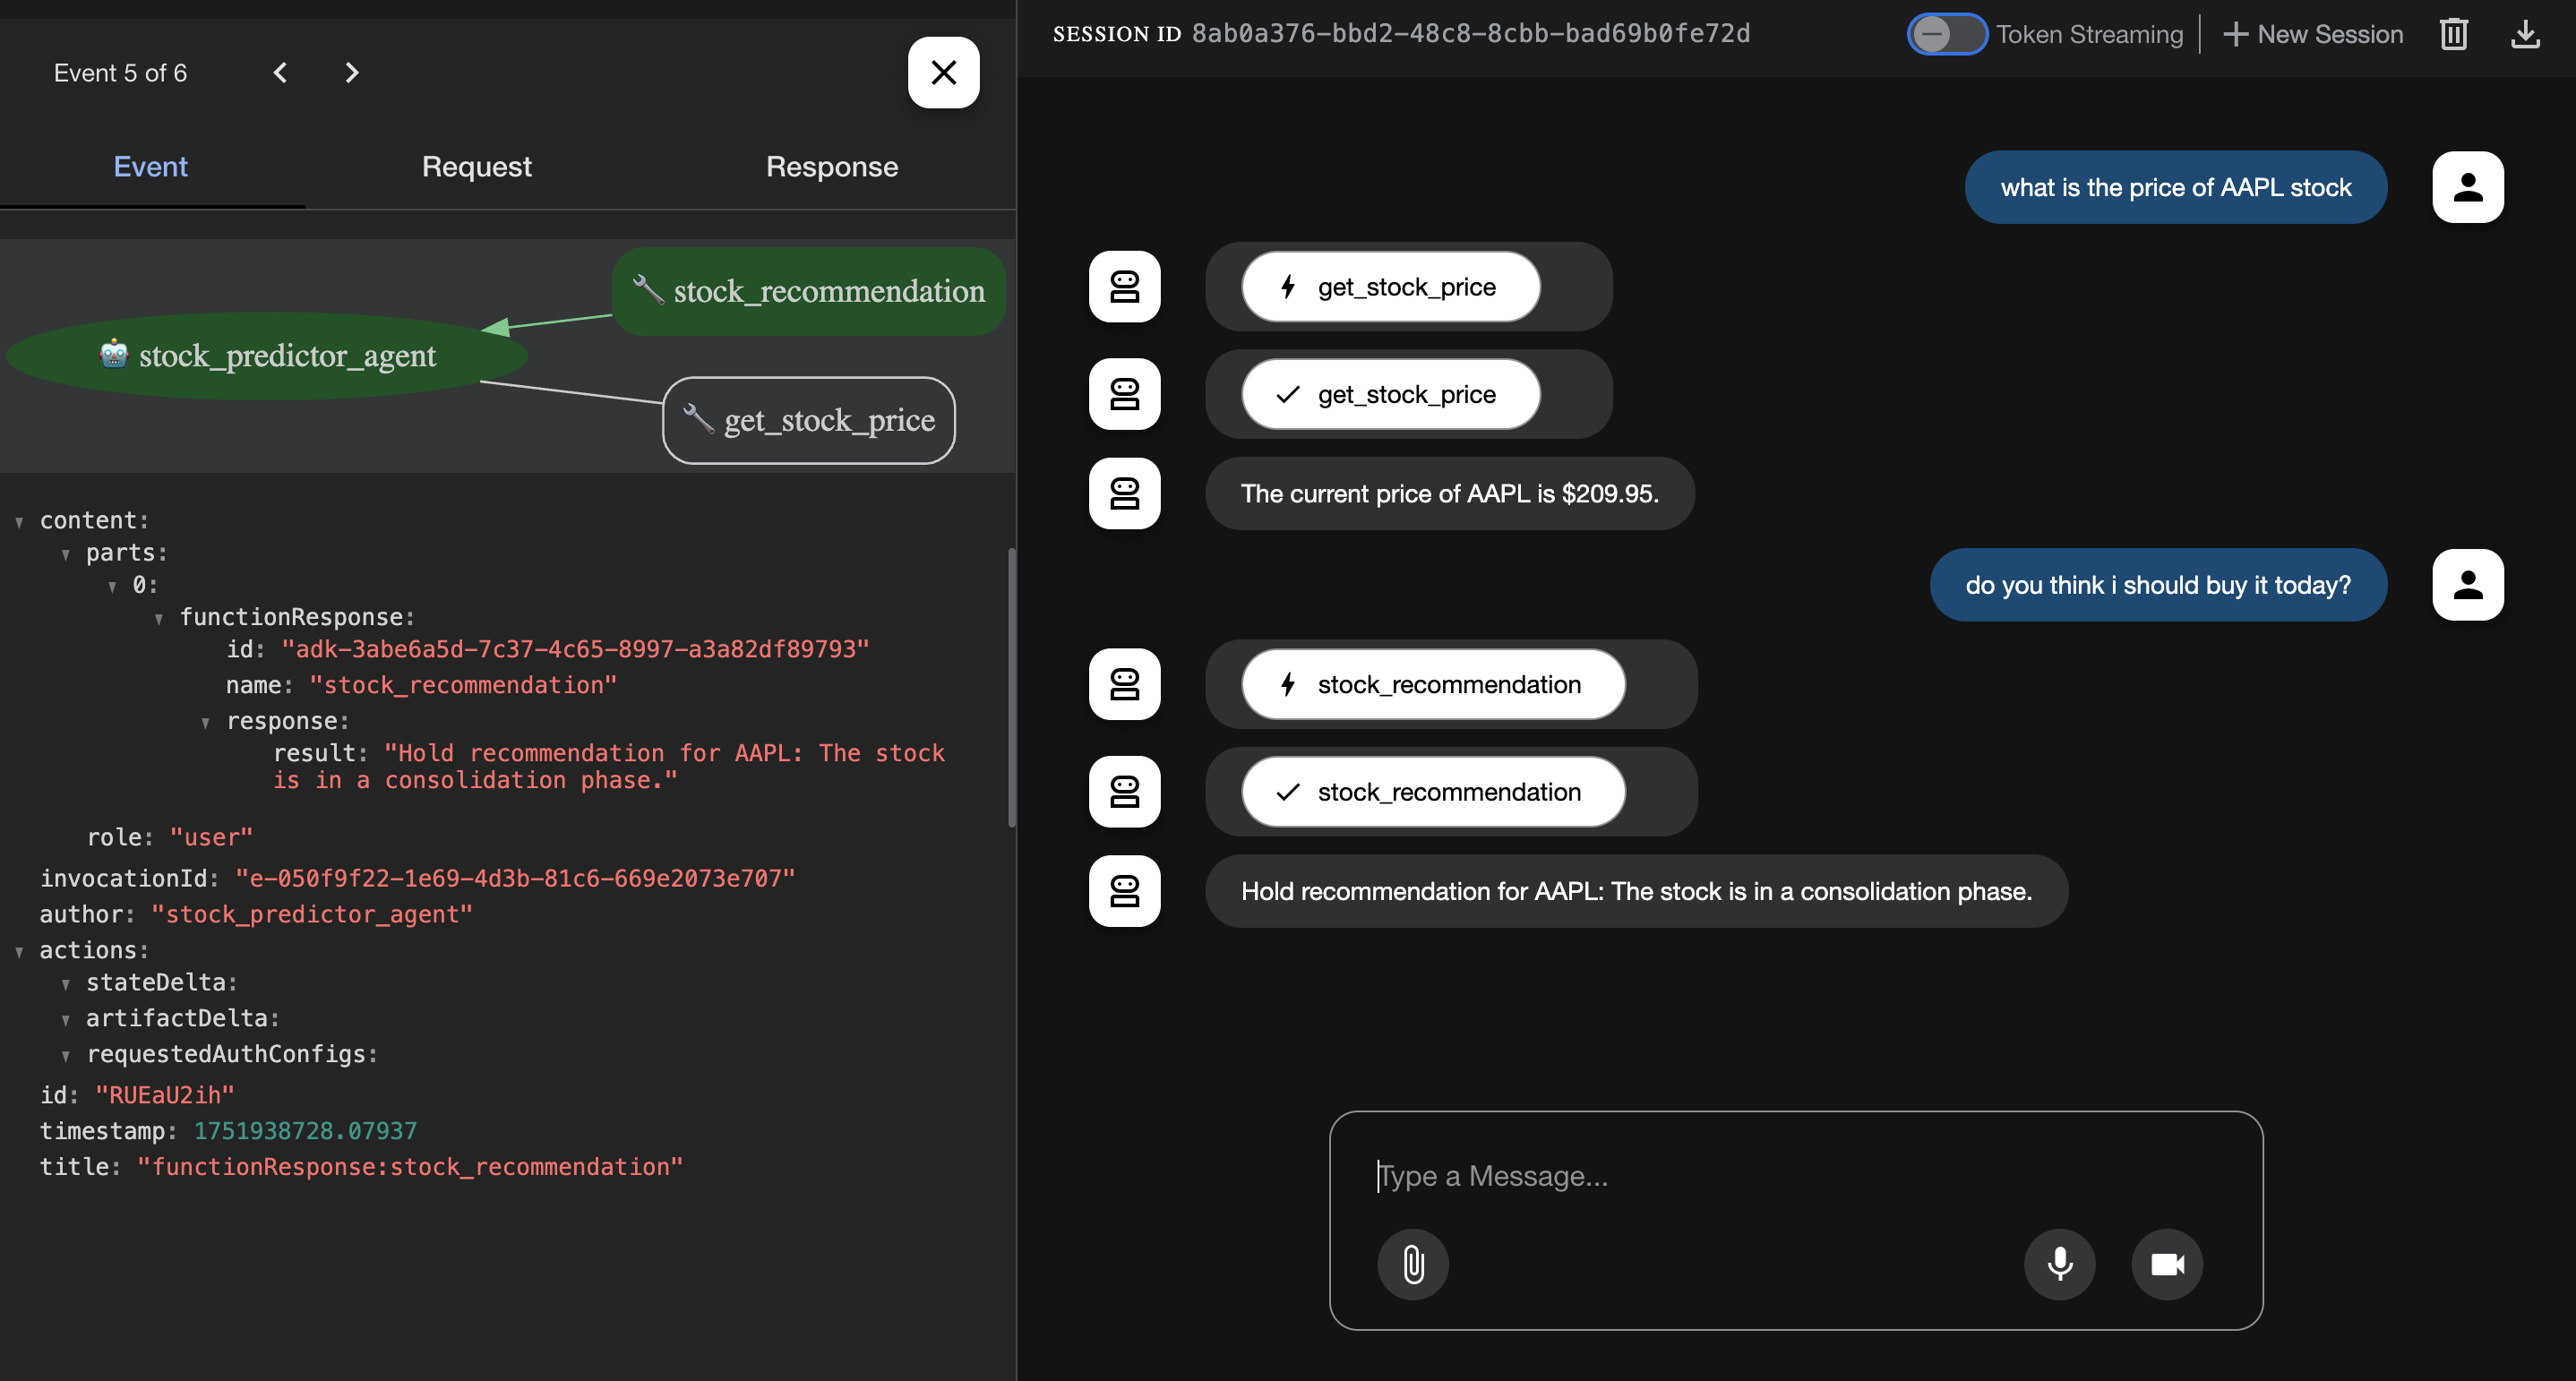 Event 5 of 6
Event Request Response
stock_recommendation
stock_predictor_agent
get_stock_price
content:
parts:
0:
functionResponse:
id: "adk-3abe6a5d-7c37-4c65-8997-a3a82df89793"
name: "stock_recommendation"
response:
result: "Hold recommendation for AAPL: The stock
is in a consolidation phase."
role: "user"
invocationId: "e-050f9f22-1e69-4d3b-81c6-669e2073e707"
author: "stock_predictor_agent"
actions:
stateDelta:
artifactDelta:
requestedAuthConfigs:
id: "RUEaU2ih"
timestamp: 1751938728.07937
title: "functionResponse:stock_recommendation"
SESSION ID 8ab0a376-bbd2-48c8-8cbb-bad69b0fe72d
Token Streaming
New Session
what is the price of AAPL stock
get_stock_price
get_stock_price
The current price of AAPL is $209.95.
do you think i should buy it today?
stock_recommendation
stock_recommendation
Hold recommendation for AAPL: The stock is in a consolidation phase.
Type a Message...